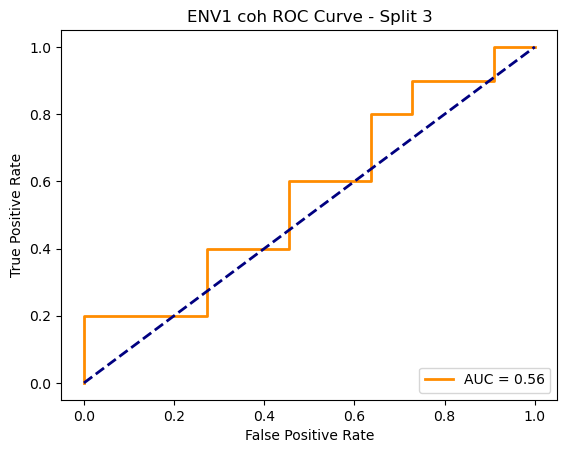 ENV1 coh ROC Curve - Split 3
1.0
0.8
0.6
0.4
0.2
0.0
True Positive Rate
AUC = 0.56
0.0 0.2 0.4 0.6 0.8 1.0
False Positive Rate